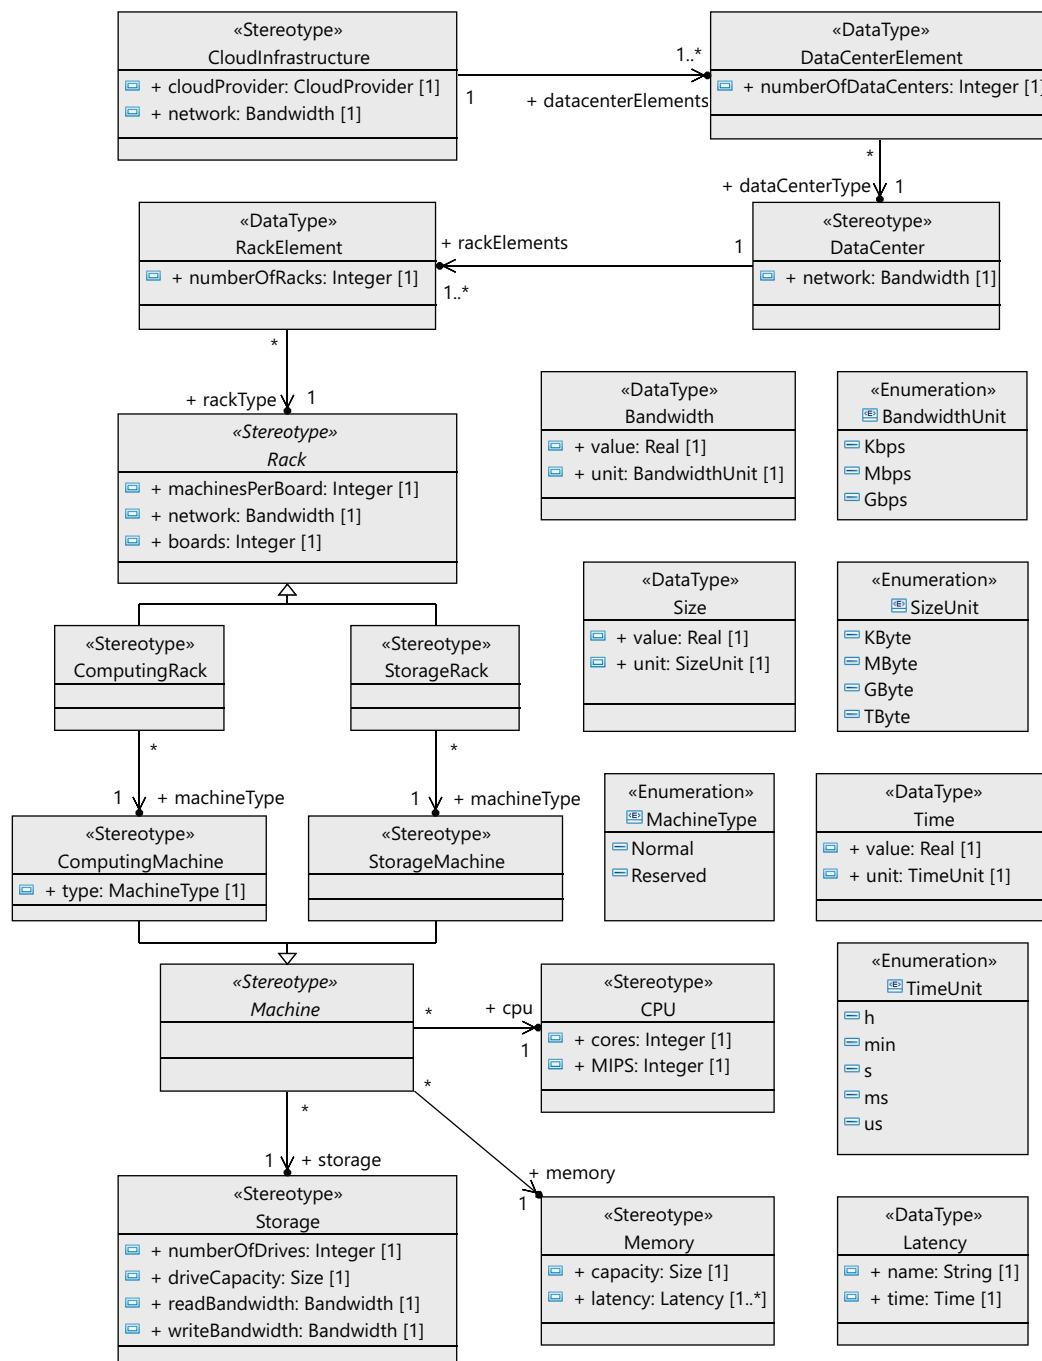 «Stereotype»
CloudInfrastructure
+ cloudProvider: CloudProvider [1]
+ network: Bandwidth [1]
1
1..*
+ datacenterElements
«DataType»
DataCenterElement
+ numberOfDataCenters: Integer [1]
*
+ dataCenterType
1
«DataType»
RackElement
+ numberOfRacks: Integer [1]
+ rackElements
1..*
1
«Stereotype»
DataCenter
+ network: Bandwidth [1]
*
+ rackType
1
«Stereotype»
Rack
+ machinesPerBoard: Integer [1]
+ network: Bandwidth [1]
+ boards: Integer [1]
«DataType»
Bandwidth
+ value: Real [1]
+ unit: BandwidthUnit [1]
«Enumeration»
BandwidthUnit
Kbps
Mbps
Gbps
«DataType»
Size
+ value: Real [1]
+ unit: SizeUnit [1]
«Enumeration»
SizeUnit
KByte
MByte
GByte
TByte
«Stereotype»
ComputingRack
«Stereotype»
StorageRack
*
*
1
+ machineType
1
+ machineType
«Stereotype»
ComputingMachine
+ type: MachineType [1]
«Stereotype»
StorageMachine
«Enumeration»
MachineType
Normal
Reserved
«DataType»
Time
+ value: Real [1]
+ unit: TimeUnit [1]
«Stereotype»
Machine
*
+ cpu
1
«Stereotype»
CPU
+ cores: Integer [1]
+ MIPS: Integer [1]
«Enumeration»
TimeUnit
h
min
s
ms
us
*
*
1
+ storage
+ memory
1
«Stereotype»
Storage
+ numberOfDrives: Integer [1]
+ driveCapacity: Size [1]
+ readBandwidth: Bandwidth [1]
+ writeBandwidth: Bandwidth [1]
«Stereotype»
Memory
+ capacity: Size [1]
+ latency: Latency [1..*]
«DataType»
Latency
+ name: String [1]
+ time: Time [1]